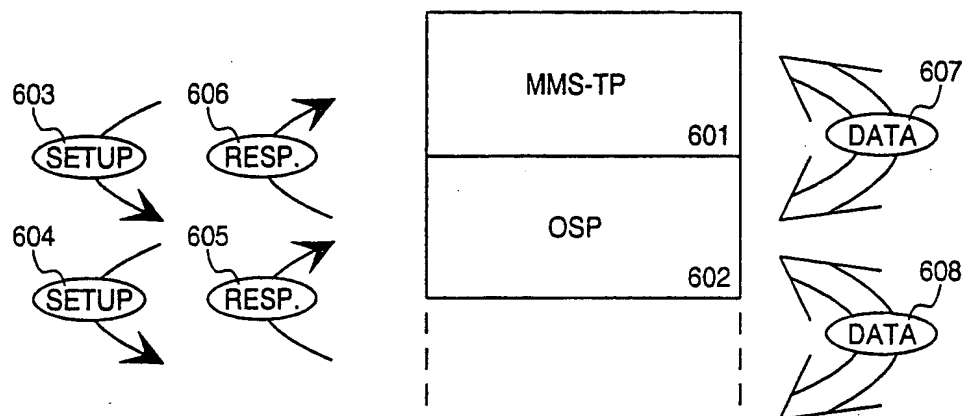 603
606
MMS-TP
607
SETUP
RESP.
601
DATA
604
605
OSP
608
SETUP
RESP.
602
DATA